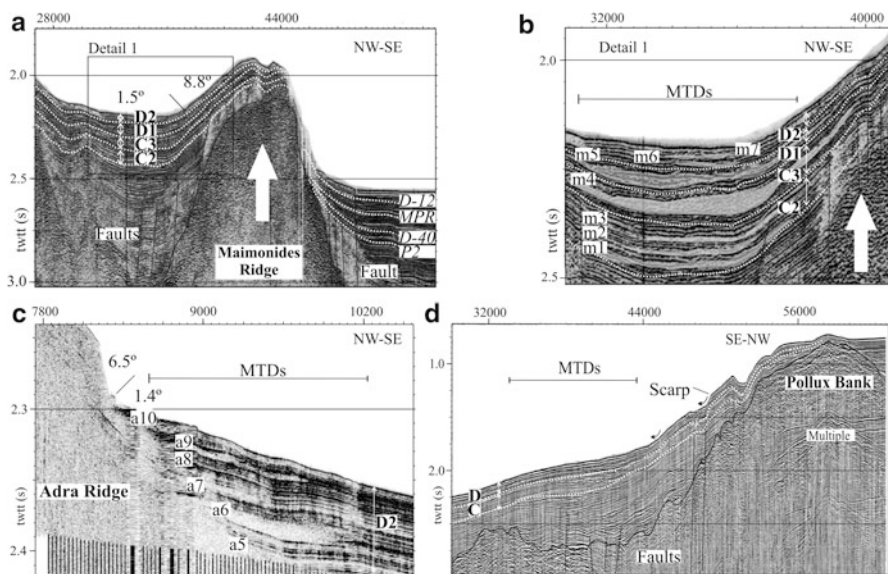 a
28000 44000
Detail 1
NW-SE
2.0
8.8°
1.5°
D2
D1
C3
C2
2.5
D-12
MPR
D-40
P2
Faults
Maimonides
Ridge
Fault
3.0
twtt (s)
b
32000 40000
Detail 1
NW-SE
2.0
MTDs
D2
m7
D1
m5
m6
C3
m4
C2
m3
m2
m1
2.5
twtt (s)
c
7800 9000 10200
NW-SE
6.5°
MTDs
1.4°
2.3
a10
a9
a8
a7
a6
a5
Adra Ridge
D2
2.4
twtt (s)
d
32000 44000 56000
SE-NW
1.0
MTDs
Scarp
Pollux Bank
Multiple
2.0
D
C
Faults
twtt (s)